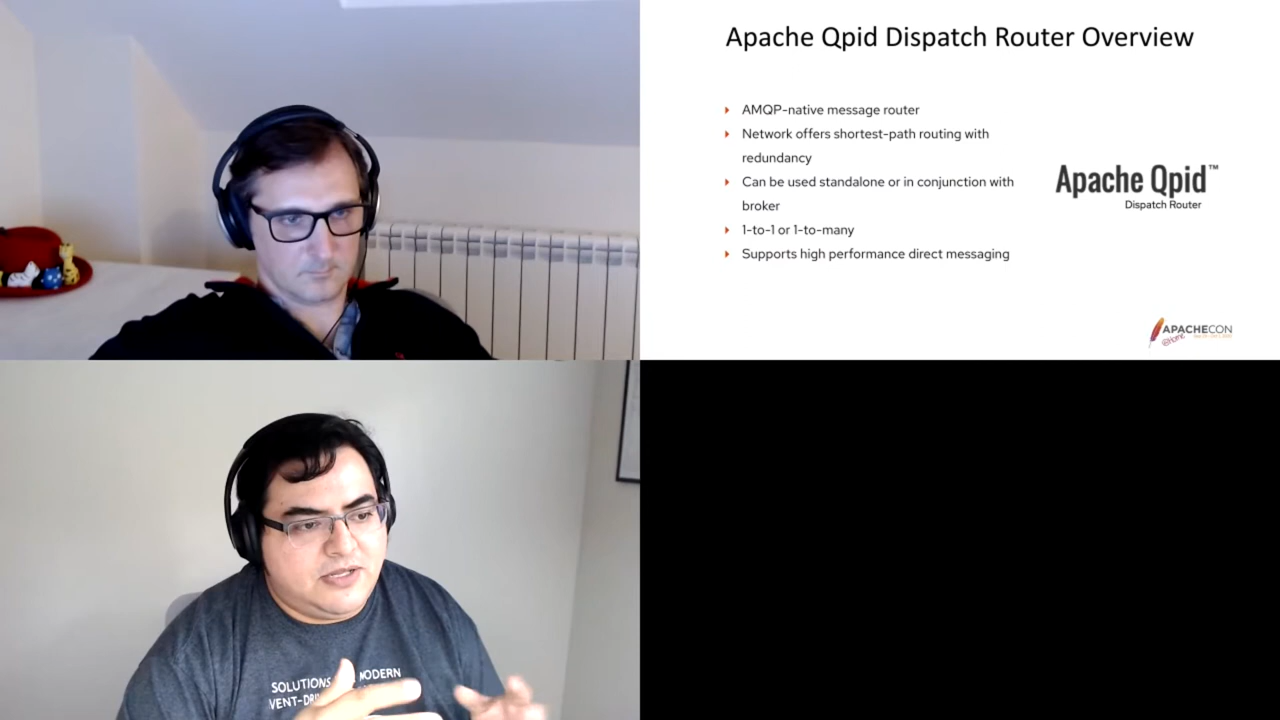 Apache Qpid Dispatch Router Overview
AMQP-native message router
Network offers shortest-path routing with
redundancy
Can be used standalone or in conjunction with
broker
1-to-1 or 1-to-many
Supports high performance direct messaging
Apache Qpid™
Dispatch Router
APACHECON
@Home
SOLUTIONS MODERN